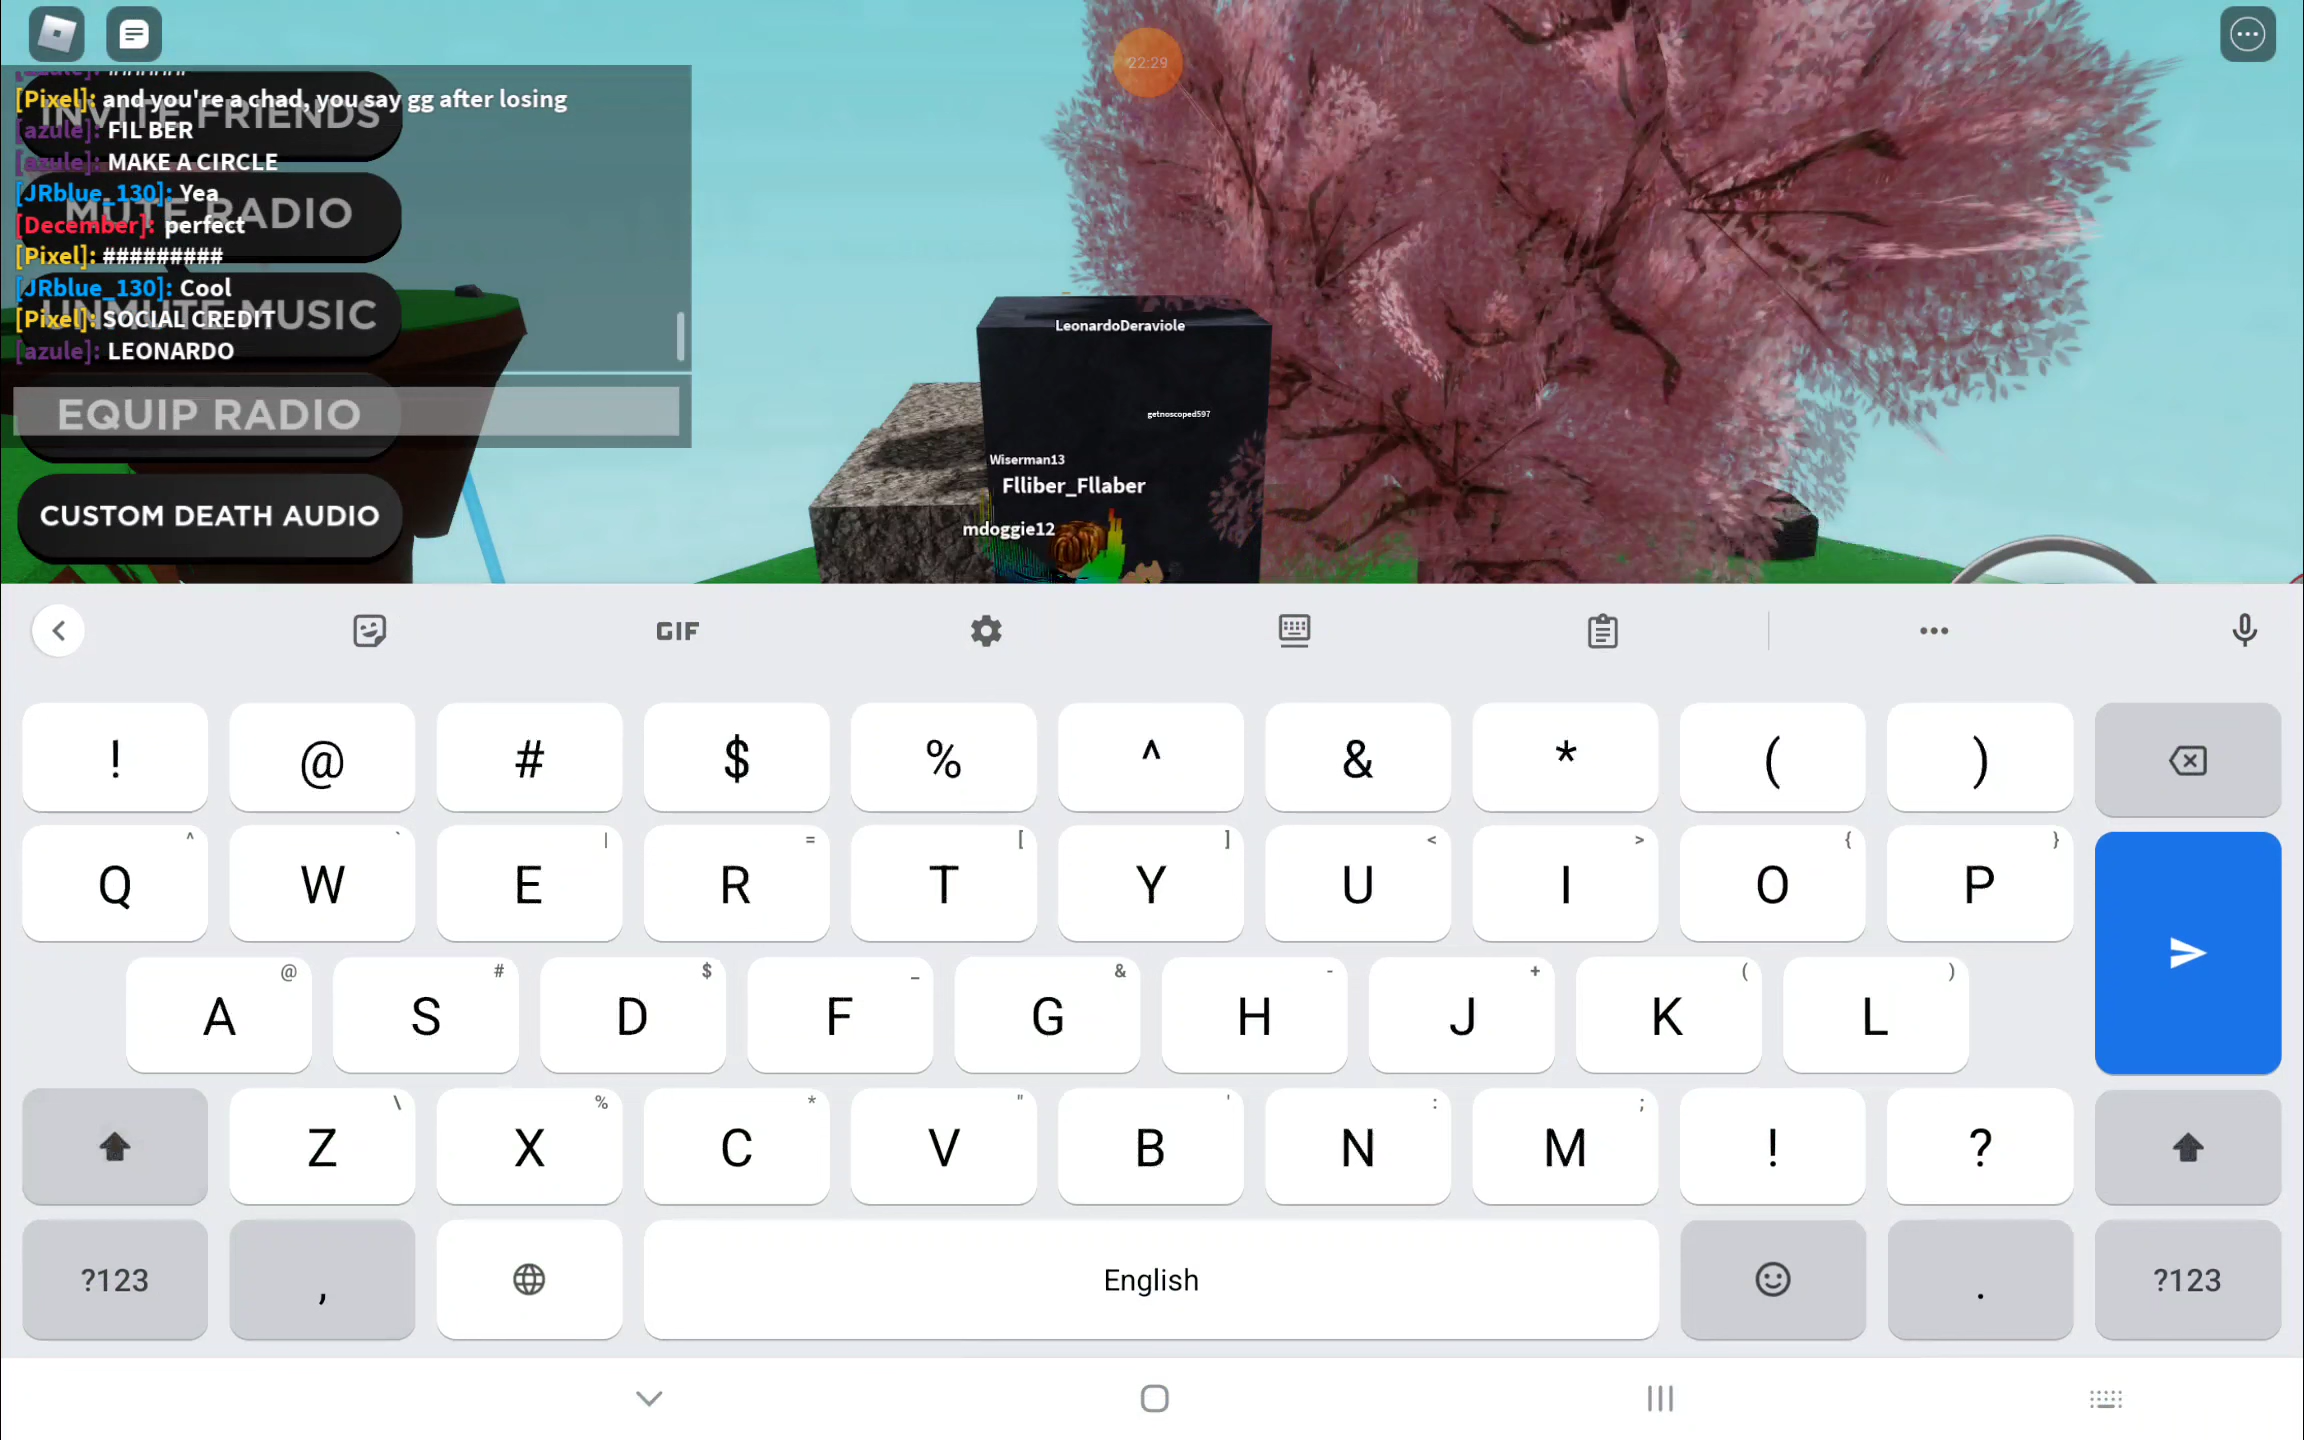 22:29
[azule]: ######
[Pixel]: and you're a chad, you say gg after losing
INVITE FRIENDS
[azule]: FIL BER
[azule]: MAKE A CIRCLE
[JRblue_130]: Yea
MUTE RADIO
[December]: perfect
[Pixel]: #########
[JRblue_130]: Cool
UNMUTE MUSIC
[Pixel]: SOCIAL CREDIT
[azule]: LEONARDO
EQUIP RADIO
CUSTOM DEATH AUDIO
LeonardoDeraviole
getnoscoped597
Wiserman13
Flliber_Fllaber
mdoggie12
GIF
! @ # $ % ^ & * ( )
^ ` | = [ ] < > { }
Q W E R T Y U I O P
@ # $ _ & - + ( )
A S D F G H J K L
\ % * " ' : ;
Z X C V B N M ! ?
?123 , English . ?123